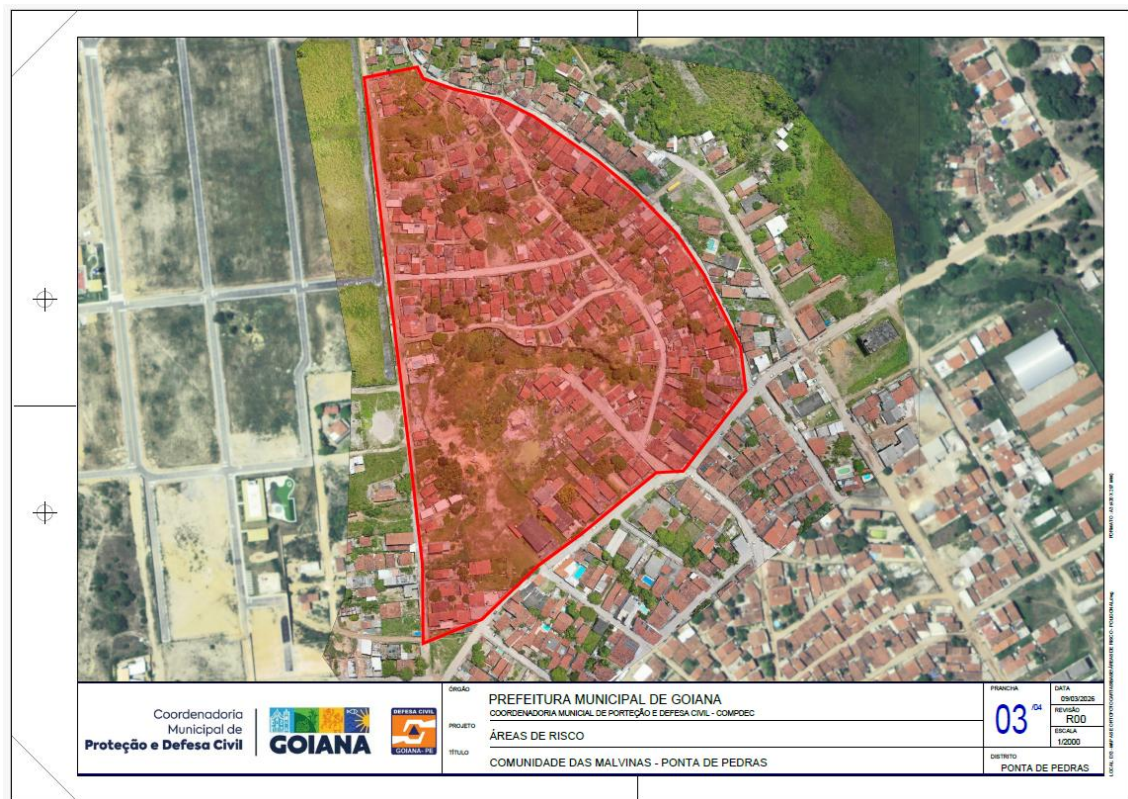 Coordenadoria
Municipal de
Proteção e Defesa Civil
GOIANA
DEFESA CIVIL
GOIANA- PE
ÓRGÃO
PREFEITURA MUNICIPAL DE GOIANA
COORDENADORIA MUNICIAL DE PORTEÇÃO E DEFESA CIVIL - COMPDEC
PROJETO
ÁREAS DE RISCO
TÍTULO
COMUNIDADE DAS MALVINAS - PONTA DE PEDRAS
PRANCHA
03 /04
DATA
09/03/2026
REVISÃO
R00
ESCALA
1/2000
DISTRITO
PONTA DE PEDRAS